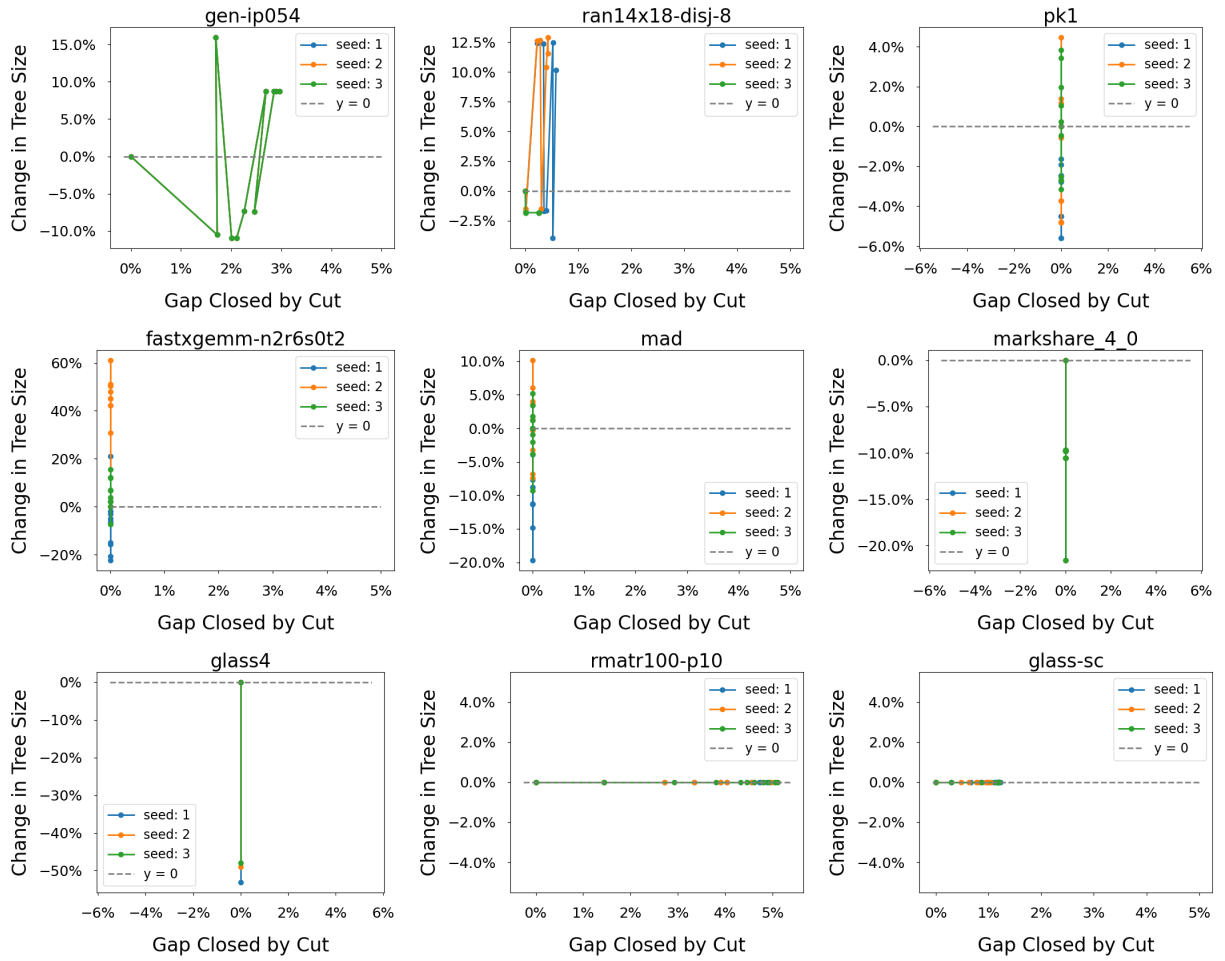 gen-ip054
Change in Tree Size
15.0%
10.0%
5.0%
0.0%
−5.0%
−10.0%
seed: 1
seed: 2
seed: 3
y = 0
0% 1% 2% 3% 4% 5%
Gap Closed by Cut
ran14x18-disj-8
Change in Tree Size
12.5%
10.0%
7.5%
5.0%
2.5%
0.0%
−2.5%
seed: 1
seed: 2
seed: 3
y = 0
0% 1% 2% 3% 4% 5%
Gap Closed by Cut
pk1
Change in Tree Size
4.0%
2.0%
0.0%
−2.0%
−4.0%
−6.0%
seed: 1
seed: 2
seed: 3
y = 0
−6% −4% −2% 0% 2% 4% 6%
Gap Closed by Cut
fastxgemm-n2r6s0t2
Change in Tree Size
60%
40%
20%
0%
−20%
seed: 1
seed: 2
seed: 3
y = 0
0% 1% 2% 3% 4% 5%
Gap Closed by Cut
mad
Change in Tree Size
10.0%
5.0%
0.0%
−5.0%
−10.0%
−15.0%
−20.0%
seed: 1
seed: 2
seed: 3
y = 0
0% 1% 2% 3% 4% 5%
Gap Closed by Cut
markshare_4_0
Change in Tree Size
0.0%
−5.0%
−10.0%
−15.0%
−20.0%
seed: 1
seed: 2
seed: 3
y = 0
−6% −4% −2% 0% 2% 4% 6%
Gap Closed by Cut
glass4
Change in Tree Size
0%
−10%
−20%
−30%
−40%
−50%
seed: 1
seed: 2
seed: 3
y = 0
−6% −4% −2% 0% 2% 4% 6%
Gap Closed by Cut
rmatr100-p10
Change in Tree Size
4.0%
2.0%
0.0%
−2.0%
−4.0%
seed: 1
seed: 2
seed: 3
y = 0
0% 1% 2% 3% 4% 5%
Gap Closed by Cut
glass-sc
Change in Tree Size
4.0%
2.0%
0.0%
−2.0%
−4.0%
seed: 1
seed: 2
seed: 3
y = 0
0% 1% 2% 3% 4% 5%
Gap Closed by Cut